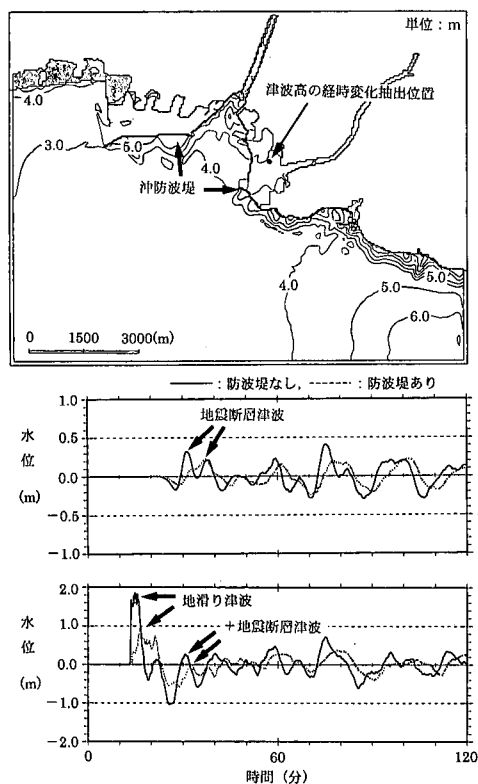 単位：m
津波高の経時変化抽出位置
4.0
3.0
5.0
4.0
沖防波堤
4.0
5.0
5.0
6.0
0 1500 3000(m)
——：防波堤なし，┈┈：防波堤あり
水位(m)
1.0
0.5
0.0
−0.5
−1.0
地震断層津波
水位(m)
2.0
1.0
0.0
−1.0
−2.0
地滑り津波
＋地震断層津波
0 60 120
時間（分）